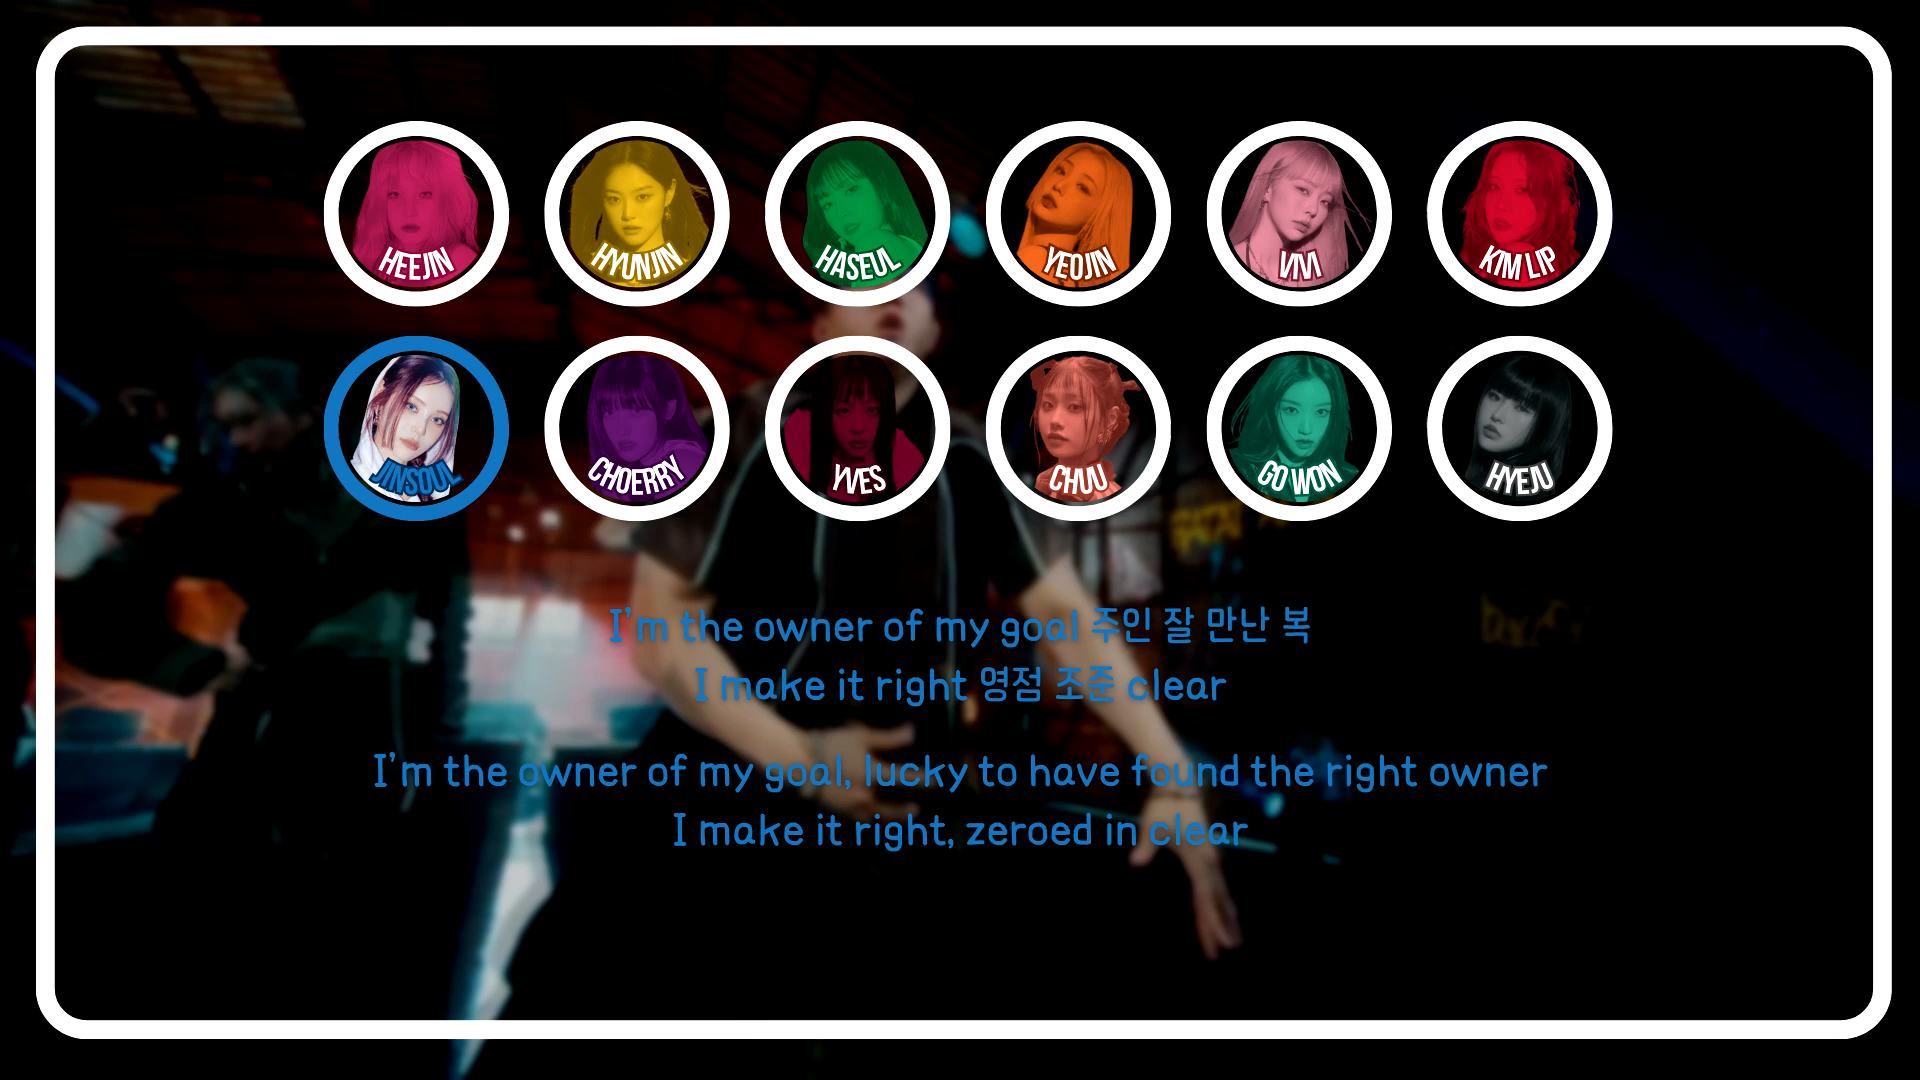 HEEJIN
HYUNJIN
HASEUL
YEOJIN
VIVI
KIM LIP
JINSOUL
CHOERRY
YVES
CHUU
GO WON
HYEJU
I'm the owner of my goal 주인 잘 만난 복
I make it right 영점 조준 clear
I'm the owner of my goal, lucky to have found the right owner
I make it right, zeroed in clear